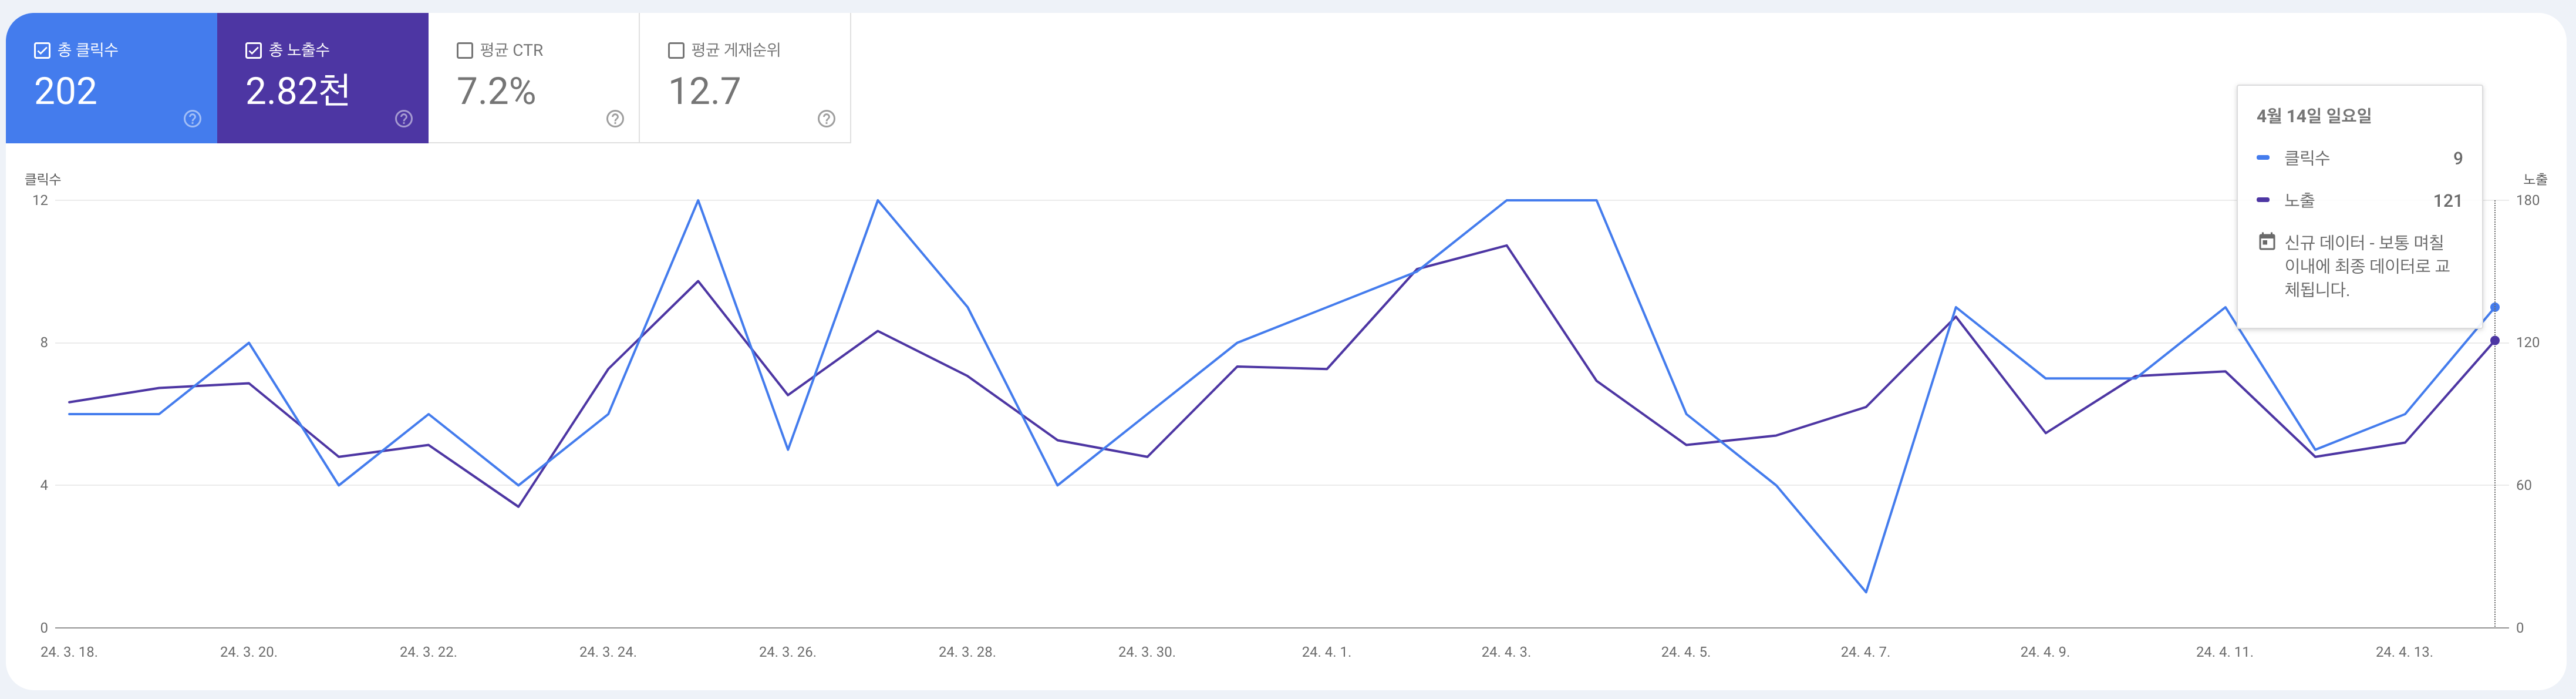 총 클릭수
202
총 노출수
2.82천
평균 CTR
7.2%
평균 게재순위
12.7
4월 14일 일요일
클릭수 9
노출 121
신규 데이터 - 보통 며칠
이내에 최종 데이터로 교
체됩니다.
클릭수
노출
12
8
4
0
180
120
60
0
24. 3. 18.
24. 3. 20.
24. 3. 22.
24. 3. 24.
24. 3. 26.
24. 3. 28.
24. 3. 30.
24. 4. 1.
24. 4. 3.
24. 4. 5.
24. 4. 7.
24. 4. 9.
24. 4. 11.
24. 4. 13.